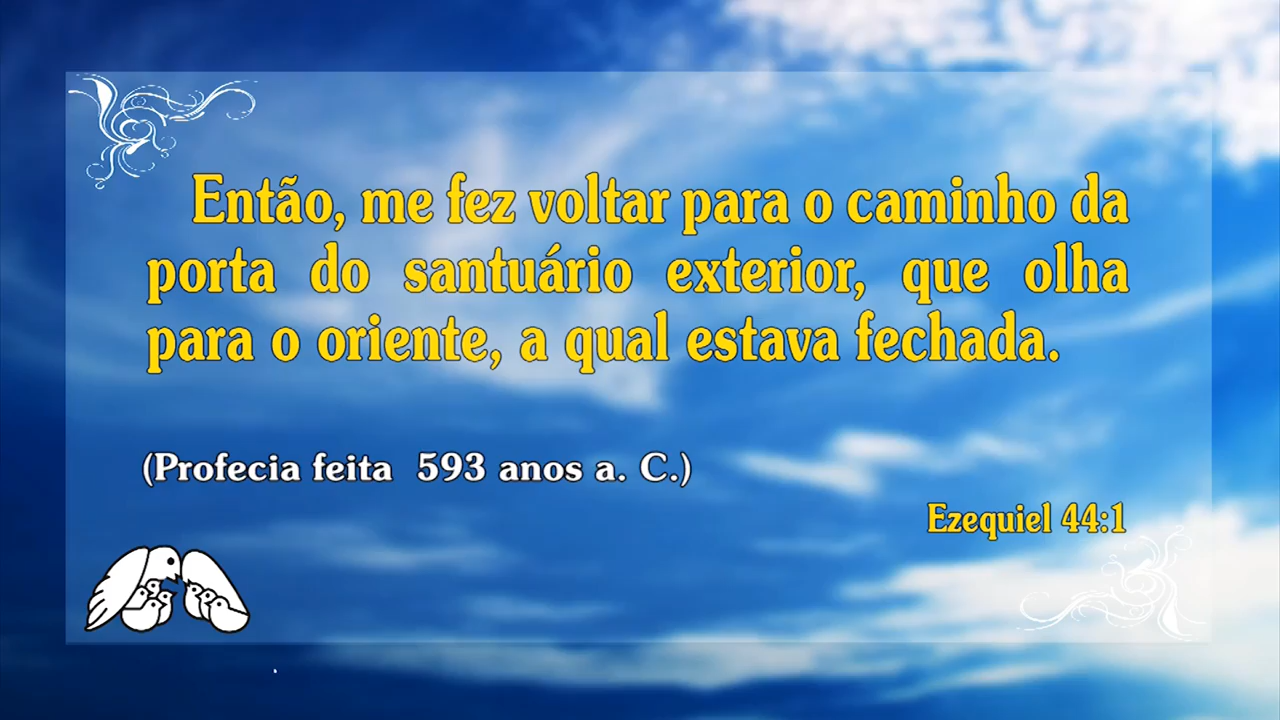 Então, me fez voltar para o caminho da
porta do santuário exterior, que olha
para o oriente, a qual estava fechada.
(Profecia feita 593 anos a. C.)
Ezequiel 44:1